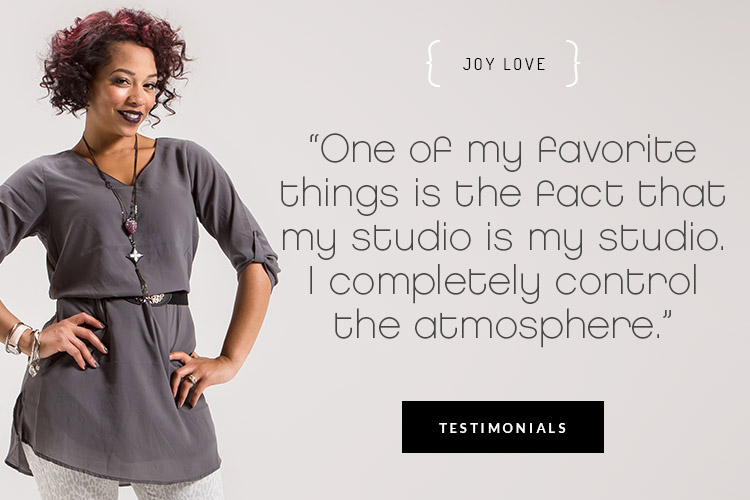 JOY LOVE
“One of my favorite
things is the fact that
my studio is my studio.
I completely control
the atmosphere.”
TESTIMONIALS